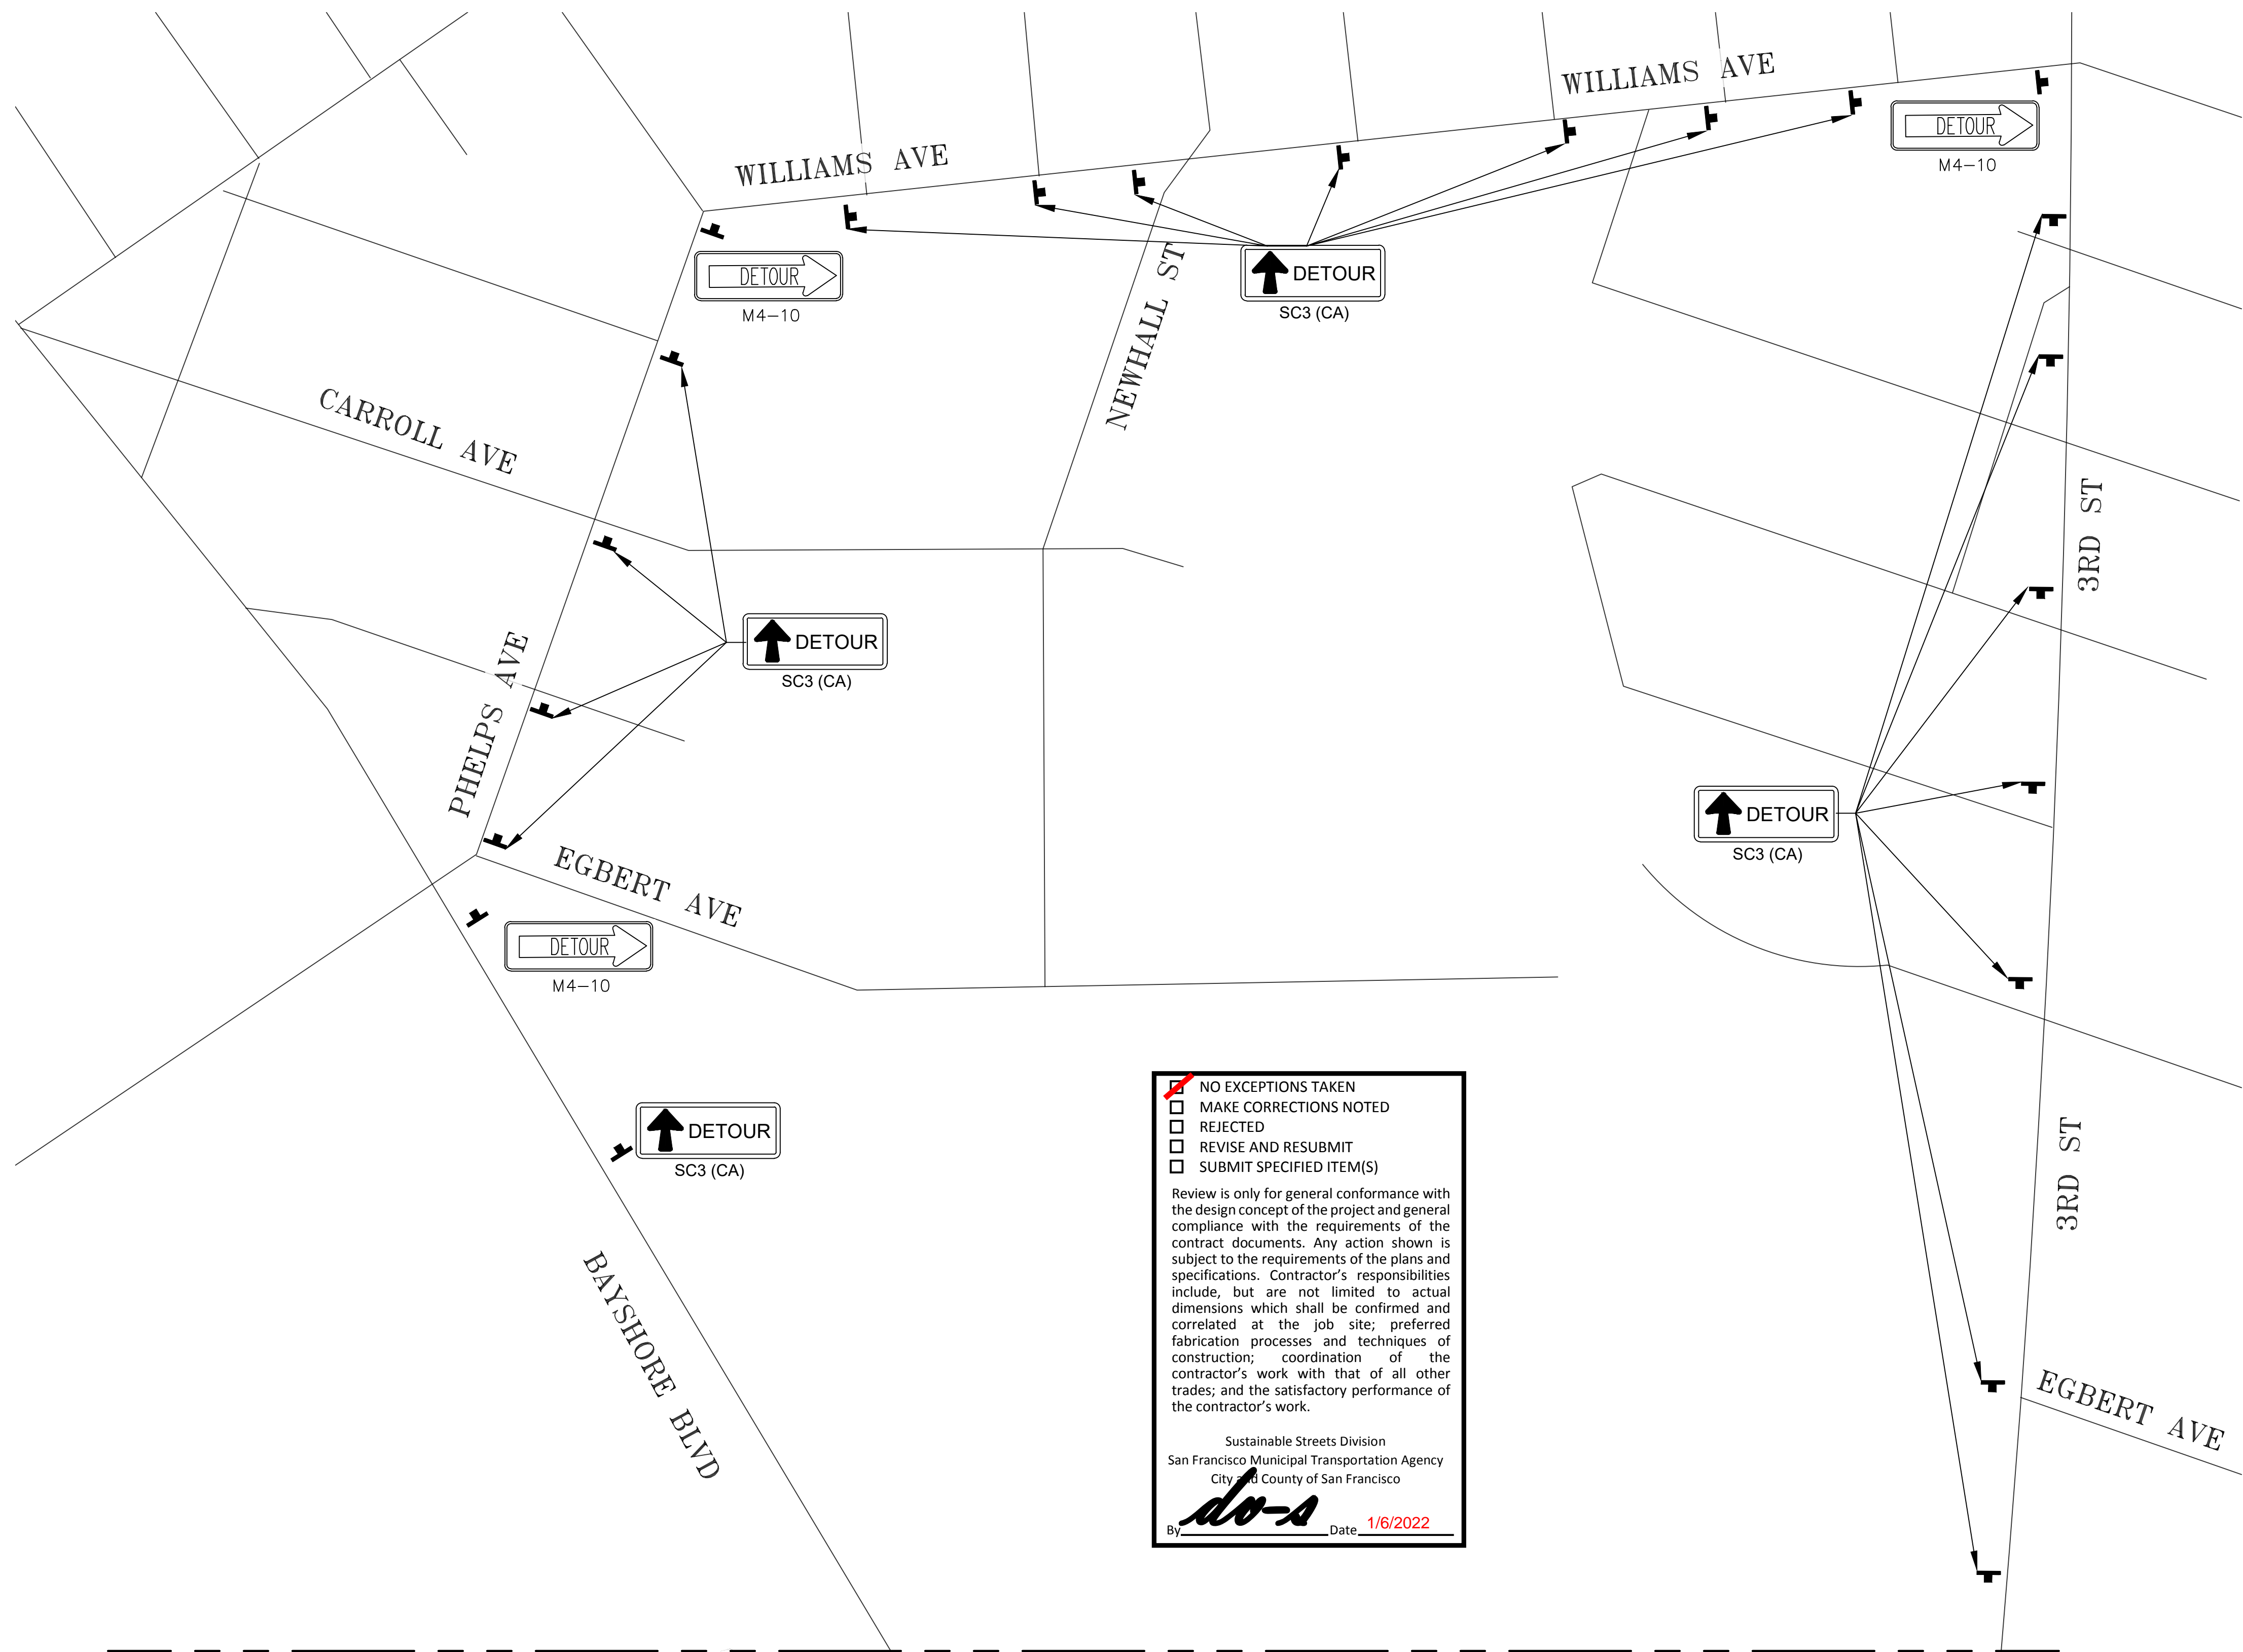 WILLIAMS AVE
WILLIAMS AVE
DETOUR
M4-10
DETOUR
M4-10
DETOUR
SC3 (CA)
NEWHALL ST
CARROLL AVE
3RD ST
DETOUR
SC3 (CA)
PHELPS AVE
DETOUR
SC3 (CA)
EGBERT AVE
DETOUR
M4-10
DETOUR
SC3 (CA)
BAYSHORE BLVD
3RD ST
EGBERT AVE
NO EXCEPTIONS TAKEN
MAKE CORRECTIONS NOTED
REJECTED
REVISE AND RESUBMIT
SUBMIT SPECIFIED ITEM(S)
Review is only for general conformance with
the design concept of the project and general
compliance with the requirements of the
contract documents. Any action shown is
subject to the requirements of the plans and
specifications. Contractor’s responsibilities
include, but are not limited to actual
dimensions which shall be confirmed and
correlated at the job site; preferred
fabrication processes and techniques of
construction; coordination of the
contractor’s work with that of all other
trades; and the satisfactory performance of
the contractor’s work.
Sustainable Streets Division
San Francisco Municipal Transportation Agency
City and County of San Francisco
By Date 1/6/2022